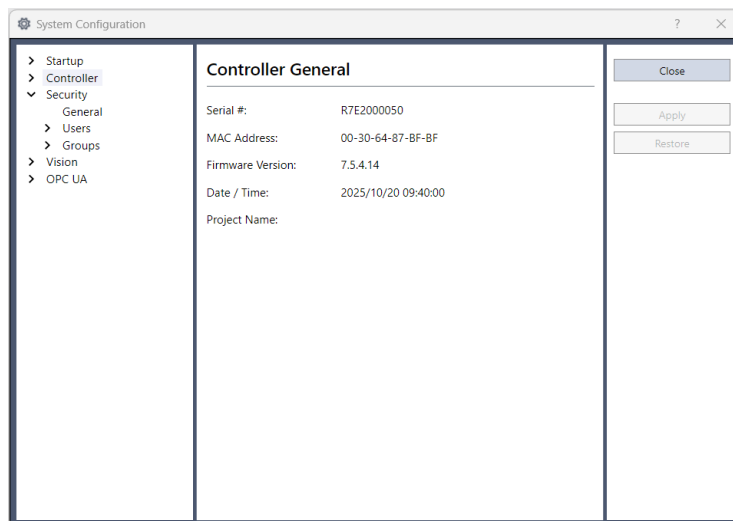 System Configuration
?
Startup
Controller
Security
General
Users
Groups
Vision
OPC UA
Controller General
Serial #: R7E2000050
MAC Address: 00-30-64-87-BF-BF
Firmware Version: 7.5.4.14
Date / Time: 2025/10/20 09:40:00
Project Name:
Close
Apply
Restore